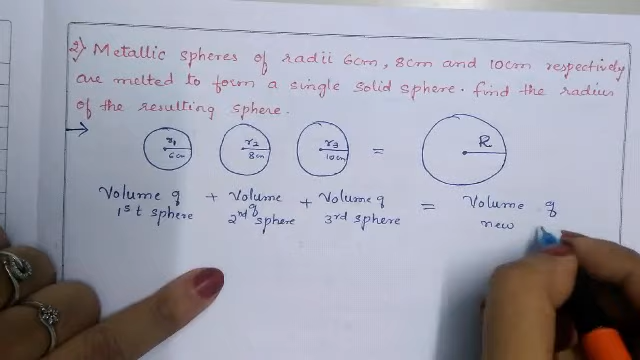 2) Metallic spheres of radii 6cm, 8cm and 10cm respectively
are melted to form a single solid sphere. Find the radius
of the resulting sphere.
→
r1 6cm r2 8cm r3 10cm = R
Volume of + Volume + Volume of = Volume of
1st sphere 2nd of sphere 3rd sphere new